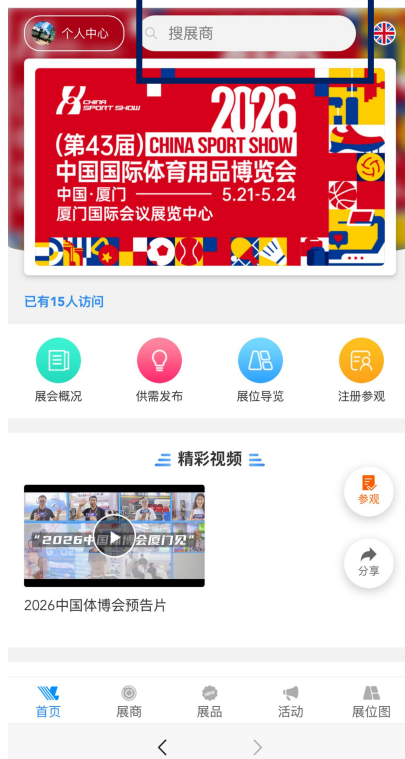 个人中心
搜展商
CHINA
SPORT SHOW
2026
(第43届) CHINA SPORT SHOW
中国国际体育用品博览会
中国·厦门 5.21-5.24
厦门国际会议展览中心
已有15人访问
展会概况
供需发布
展位导览
注册参观
精彩视频
参观
"2026中国体博会厦门见"
分享
2026中国体博会预告片
首页
展商
展品
活动
展位图